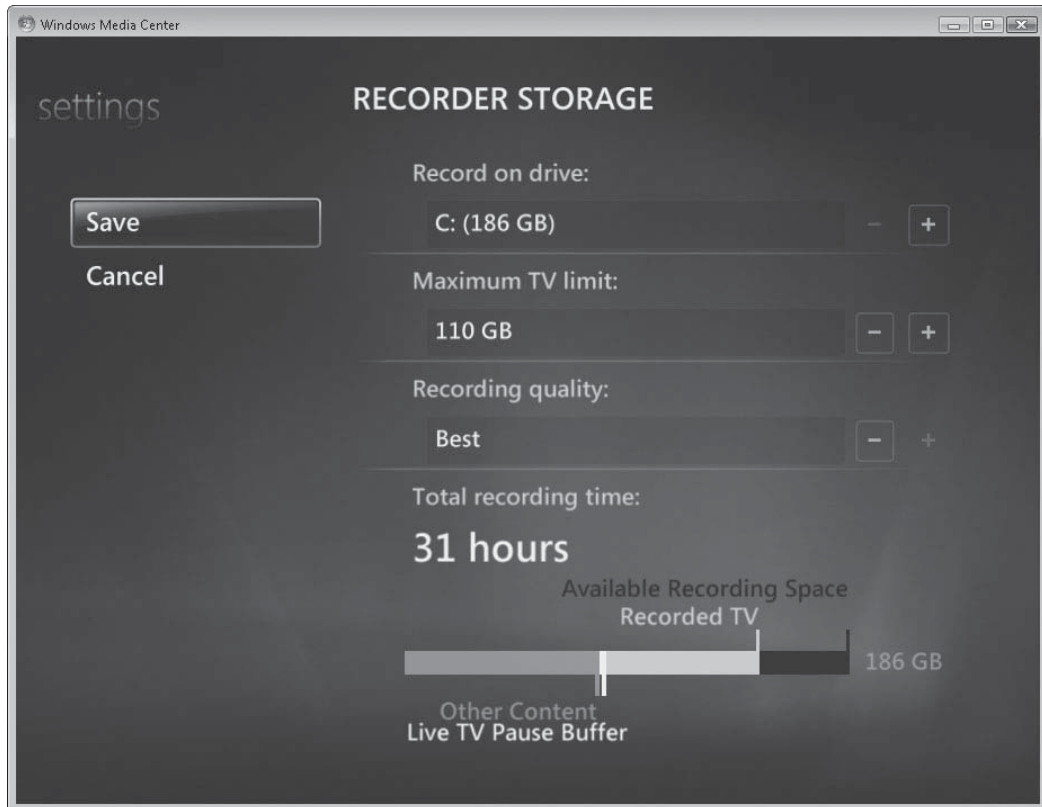 Windows Media Center
settings
RECORDER STORAGE
Record on drive:
Save
C: (186 GB)
- +
Cancel
Maximum TV limit:
110 GB
- +
Recording quality:
Best
- +
Total recording time:
31 hours
Available Recording Space
Recorded TV
186 GB
Other Content
Live TV Pause Buffer